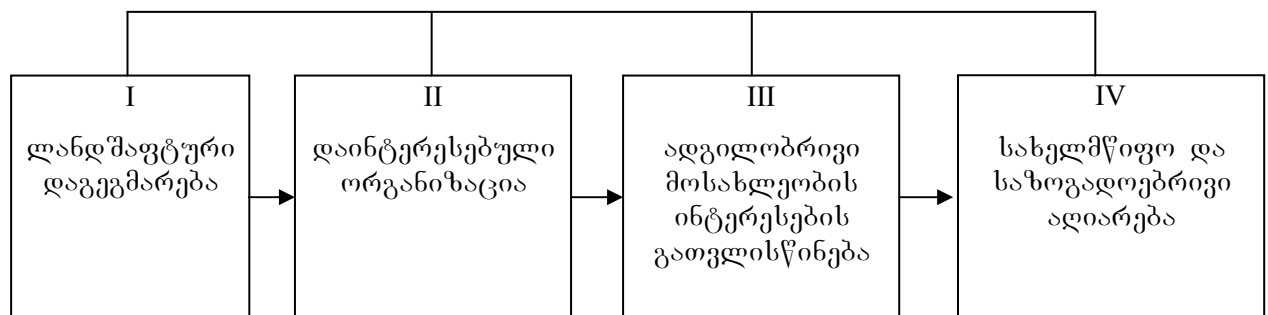 I
ლანდშაფტური
დაგეგმარება
II
დაინტერესებული
ორგანიზაცია
III
ადგილობრივი
მოსახლეობის
ინტერესების
გათვლისწინება
IV
სახელმწიფო და
საზოგადოებრივი
აღიარება